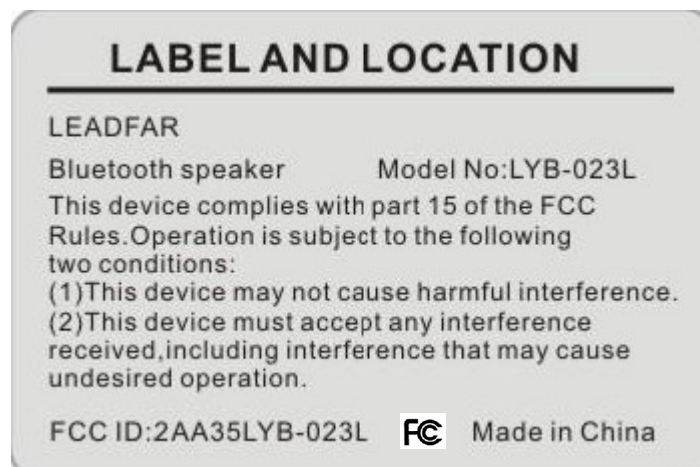 LABEL AND LOCATION
LEADFAR
Bluetooth speaker Model No:LYB-023L
This device complies with part 15 of the FCC
Rules.Operation is subject to the following
two conditions:
(1)This device may not cause harmful interference.
(2)This device must accept any interference
received,including interference that may cause
undesired operation.
FCC ID:2AA35LYB-023L FC Made in China